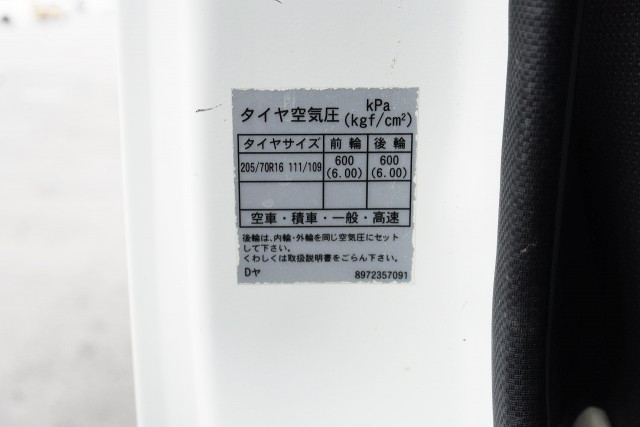 タイヤ空気圧 kPa (kgf/cm²)
タイヤサイズ 前輪 後輪
205/70R16 111/109 600 (6.00) 600 (6.00)
空車・積車・一般・高速
後輪は、内輪・外輪を同じ空気圧にセット
して下さい。
くわしくは取扱説明書をごらん下さい。
Dヤ 8972357091